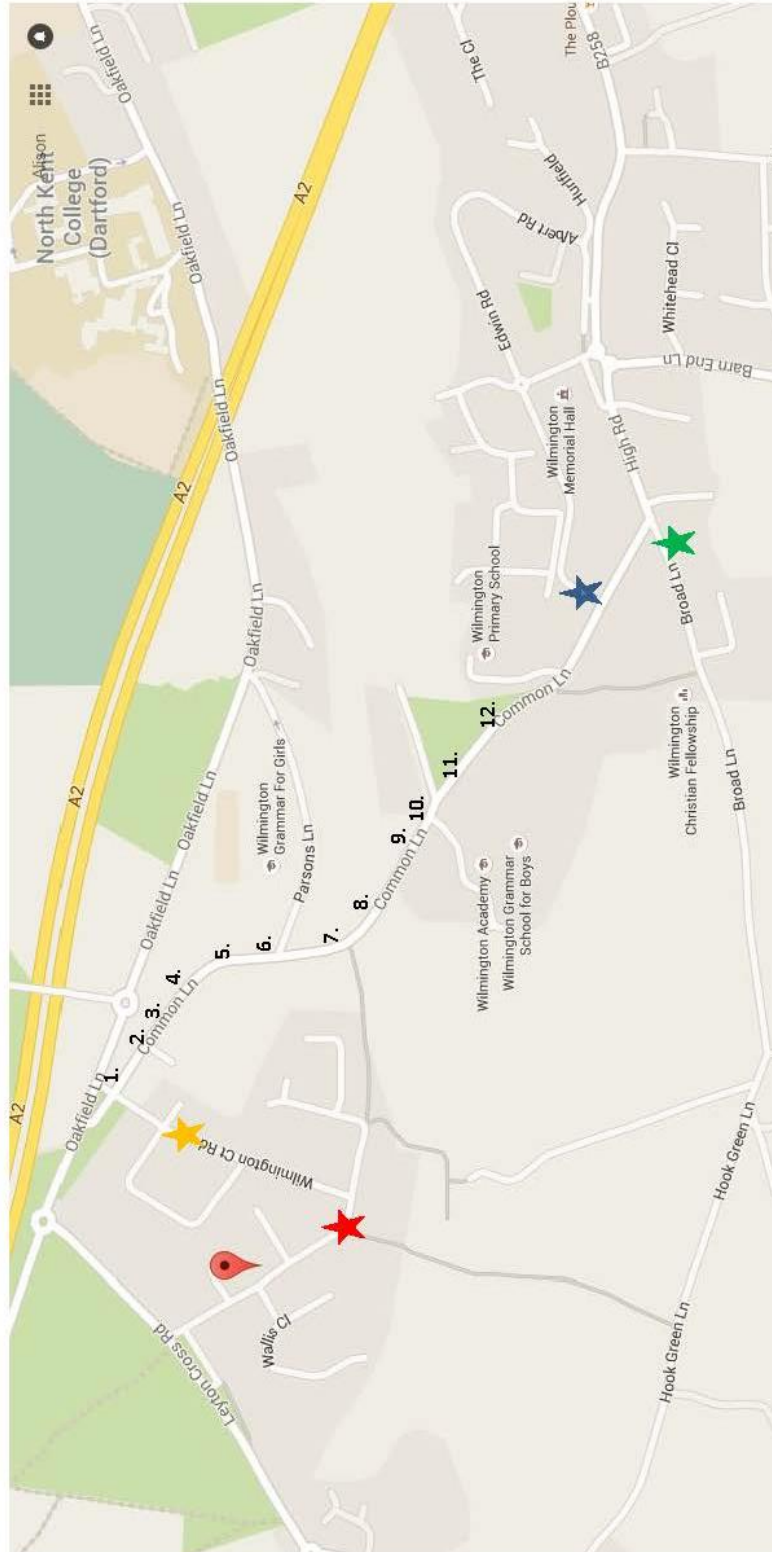 Alison
North Kent
College
(Dartford)
Oakfield Ln
Oakfield Ln
Oakfield Ln
Oakfield Ln
Oakfield Ln
Oakfield Ln
Oakfield Ln
A2
A2
A2
A2
Leyton Cross Rd
Wallis Cl
Wilmington Ct Rd
1.
2.
3.
Common Ln
4.
5.
6.
7.
8.
Common Ln
9.
10.
11.
12.
Common Ln
Parsons Ln
Wilmington
Grammar For Girls
Wilmington Academy
Wilmington Grammar
School for Boys
Wilmington
Primary School
Wilmington
Memorial Hall
Edwin Rd
Albert Rd
Hurlfield
The Cl
The Plou
B258
High Rd
Whitehead Cl
Barn End Ln
Broad Ln
Broad Ln
Wilmington
Christian Fellowship
Hook Green Ln
Hook Green Ln